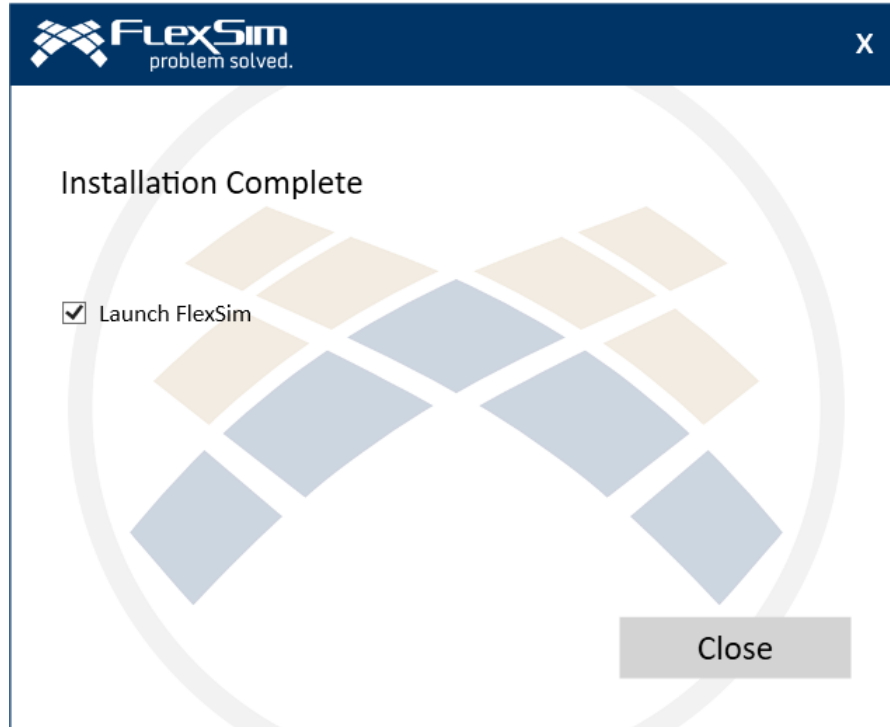 FlexSim
problem solved.
X
Installation Complete
Launch FlexSim
Close